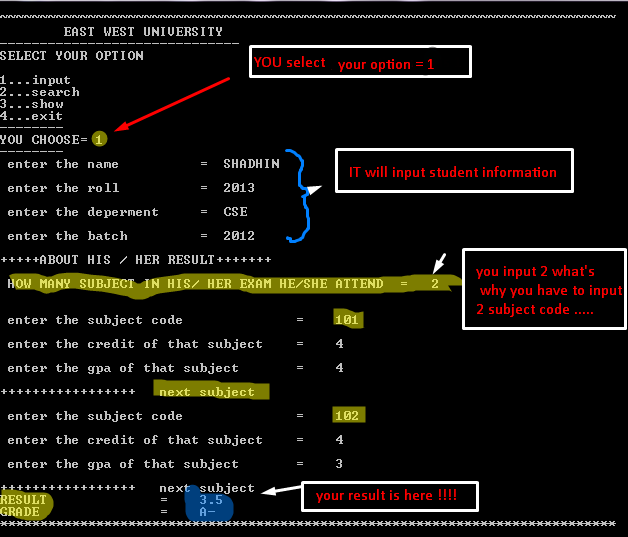 EAST WEST UNIVERSITY
SELECT YOUR OPTION
YOU select your option = 1
1...input
2...search
3...show
4...exit
YOU CHOOSE= 1
enter the name = SHADHIN
enter the roll = 2013
IT will input student information
enter the deperment = CSE
enter the batch = 2012
+++++ABOUT HIS / HER RESULT+++++++
HOW MANY SUBJECT IN HIS/ HER EXAM HE/SHE ATTEND = 2
you input 2 what's
why you have to input
2 subject code .....
enter the subject code = 101
enter the credit of that subject = 4
enter the gpa of that subject = 4
+++++++++++++++++ next subject
enter the subject code = 102
enter the credit of that subject = 4
enter the gpa of that subject = 3
+++++++++++++++++ next subject
RESULT = 3.5
your result is here !!!!
GRADE = A-